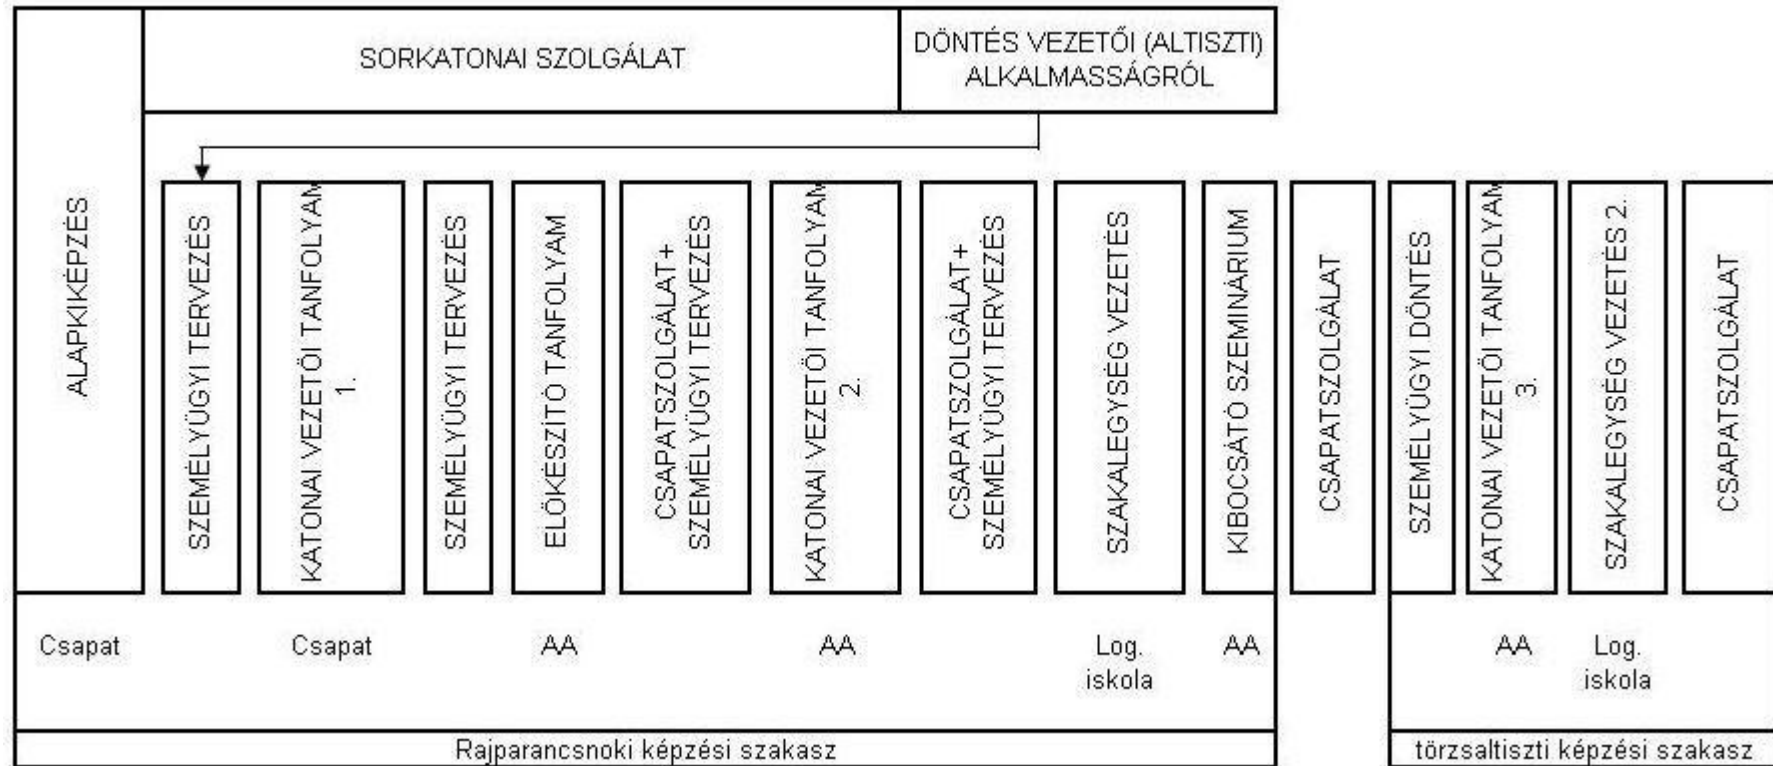 SORKATONAI SZOLGÁLAT
DÖNTÉS VEZETŐI (ALTISZTI)
ALKALMASSÁGRÓL
ALAPKIKÉPZÉS
SZEMÉLYÜGYI TERVEZÉS
KATONAI VEZETŐI TANFOLYAM
1.
SZEMÉLYÜGYI TERVEZÉS
ELŐKÉSZÍTŐ TANFOLYAM
CSAPATSZOLGÁLAT+
SZEMÉLYÜGYI TERVEZÉS
KATONAI VEZETŐI TANFOLYAM
2.
CSAPATSZOLGÁLAT+
SZEMÉLYÜGYI TERVEZÉS
SZAKALEGYSÉG VEZETÉS
KIBOCSÁTÓ SZEMINÁRIUM
CSAPATSZOLGÁLAT
SZEMÉLYÜGYI DÖNTÉS
KATONAI VEZETŐI TANFOLYAM
3.
SZAKALEGYSÉG VEZETÉS 2.
CSAPATSZOLGÁLAT
Csapat
Csapat
AA
AA
Log.
iskola
AA
AA
Log.
iskola
Rajparancsnoki képzési szakasz
törzsaltiszti képzési szakasz